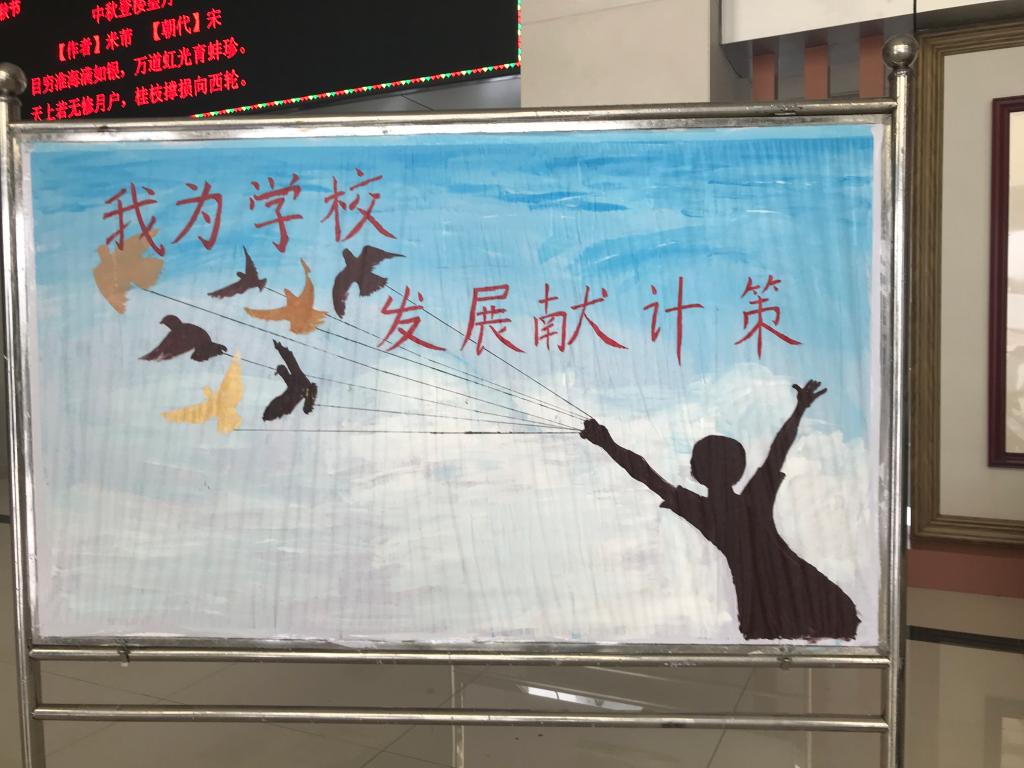 中秋登楼望月
【作者】米芾 【朝代】宋
目穷淮海满如银，万道虹光育蚌珍。
天上若无修月户，桂枝撑损向西轮。
我为学校
发展献计策